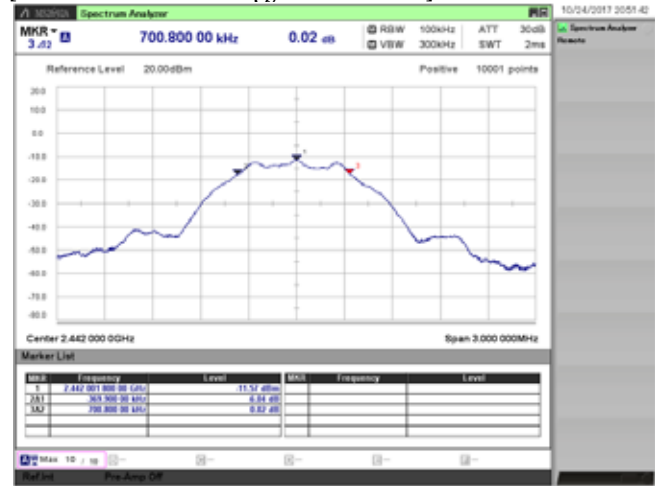 Spectrum Analyzer
10/24/2017 20:51:42
MKR 3 Δ2 700.800 00 kHz 0.02 dB
RBW 100kHz ATT 30dB
VBW 300kHz SWT 2ms
Spectrum Analyzer
Remote
Reference Level 20.00dBm Positive 10001 points
20.0
10.0
0.0
-10.0
-20.0
-30.0
-40.0
-50.0
-60.0
-70.0
-80.0
Center 2.442 000 0GHz Span 3.000 000MHz
Marker List
MKR Frequency Level MKR Frequency Level
1 2.442 001 800 00 GHz -11.57 dBm
2Δ1 -369.900 00 kHz
3Δ2 700.800 00 kHz 0.02 dB
Max 10 / 10
Ref.Int Pre-Amp Off